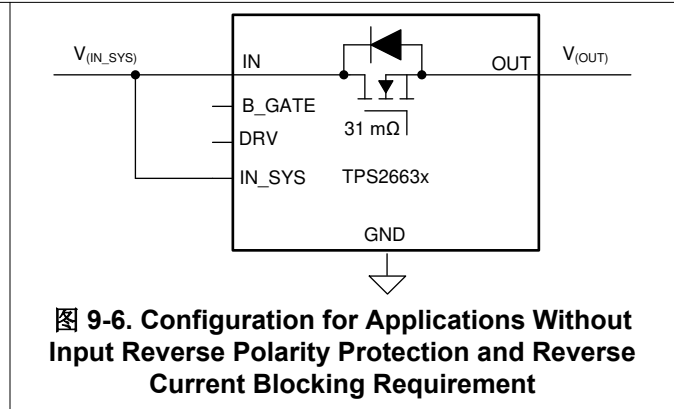 V(IN_SYS)
IN
OUT
V(OUT)
B_GATE
31 mΩ
DRV
IN_SYS
TPS2663x
GND
图 9-6. Configuration for Applications Without
Input Reverse Polarity Protection and Reverse
Current Blocking Requirement